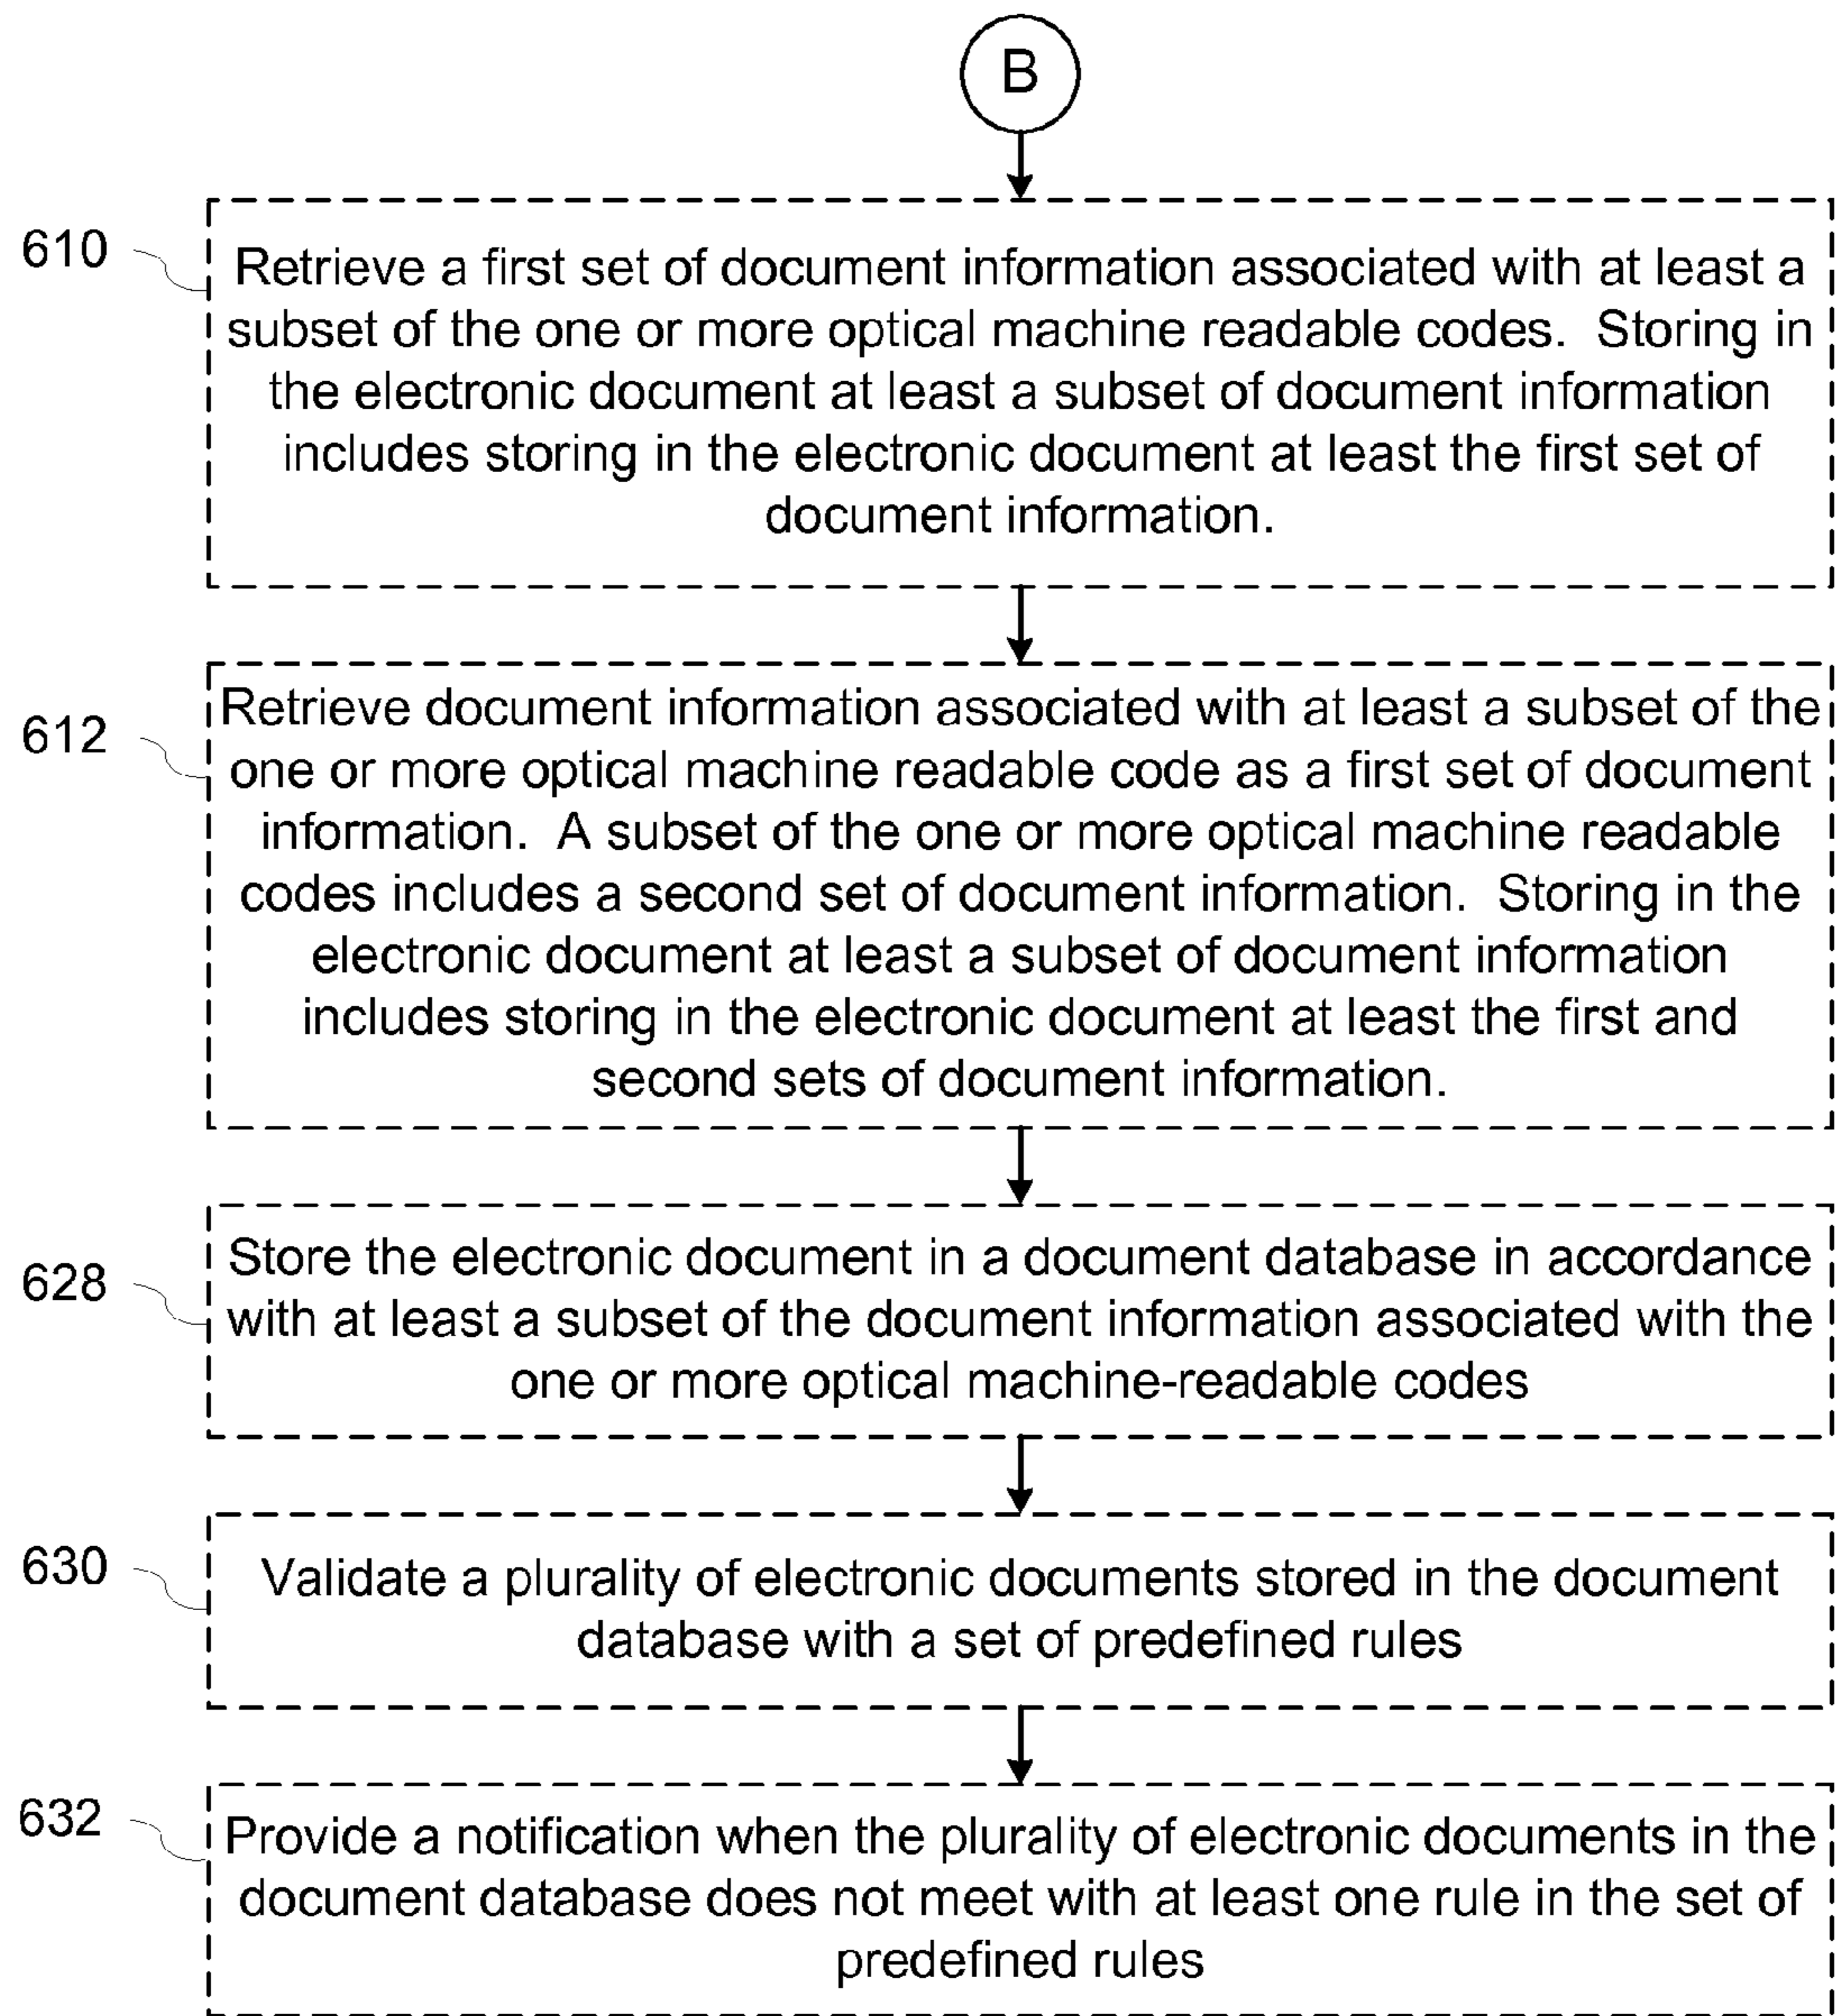 B
610
Retrieve a first set of document information associated with at least a
subset of the one or more optical machine readable codes. Storing in
the electronic document at least a subset of document information
includes storing in the electronic document at least the first set of
document information.
612
Retrieve document information associated with at least a subset of the
one or more optical machine readable code as a first set of document
information. A subset of the one or more optical machine readable
codes includes a second set of document information. Storing in the
electronic document at least a subset of document information
includes storing in the electronic document at least the first and
second sets of document information.
628
Store the electronic document in a document database in accordance
with at least a subset of the document information associated with the
one or more optical machine-readable codes
630
Validate a plurality of electronic documents stored in the document
database with a set of predefined rules
632
Provide a notification when the plurality of electronic documents in the
document database does not meet with at least one rule in the set of
predefined rules